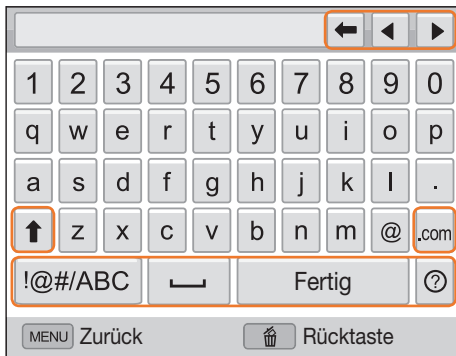 1 2 3 4 5 6 7 8 9 0
q w e r t y u i o p
a s d f g h j k l .
z x c v b n m @ .com
!@#/ABC Fertig ?
MENU Zurück Rücktaste